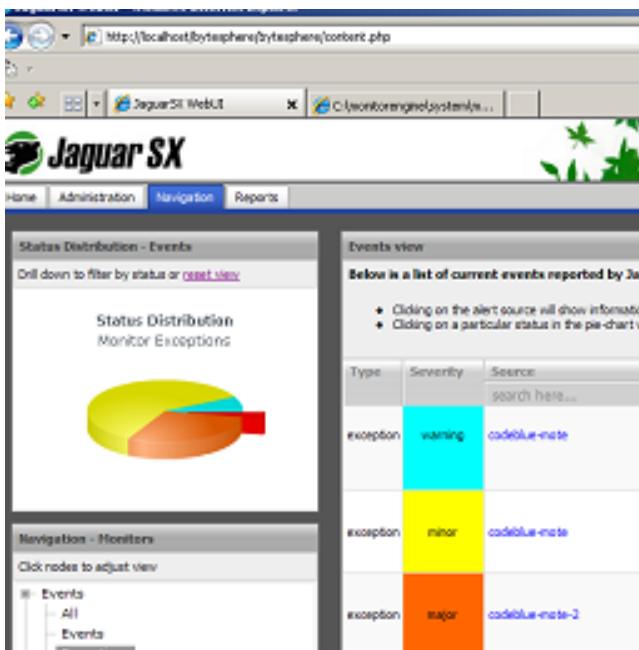 http://localhost/bytesphere/bytesphere/content.php
JaguarSX WebUI
C:\monitorengine\system\...
Jaguar SX
Home Administration Navigation Reports
Status Distribution - Events
Drill down to filter by status or reset view
Status Distribution
Monitor Exceptions
Navigation - Monitors
Click nodes to adjust view
Events
All
Events
Events view
Below is a list of current events reported by Ja
Clicking on the alert source will show informatio
Clicking on a particular status in the pie-chart
Type Severity Source
search here...
exception warning codeblue-mote
exception minor codeblue-mote
exception major codeblue-mote-2